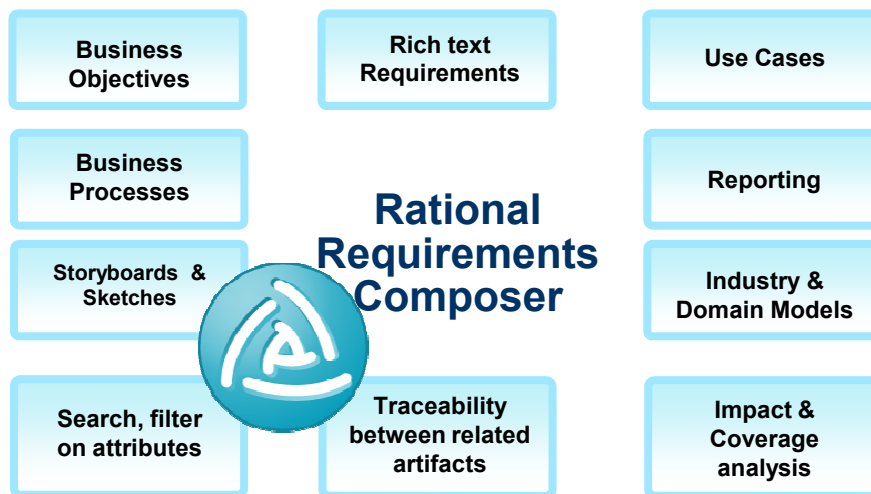 Business
Objectives
Rich text
Requirements
Use Cases
Business
Processes
Rational
Requirements
Composer
Reporting
Storyboards &
Sketches
Industry &
Domain Models
Search, filter
on attributes
Traceability
between related
artifacts
Impact &
Coverage
analysis